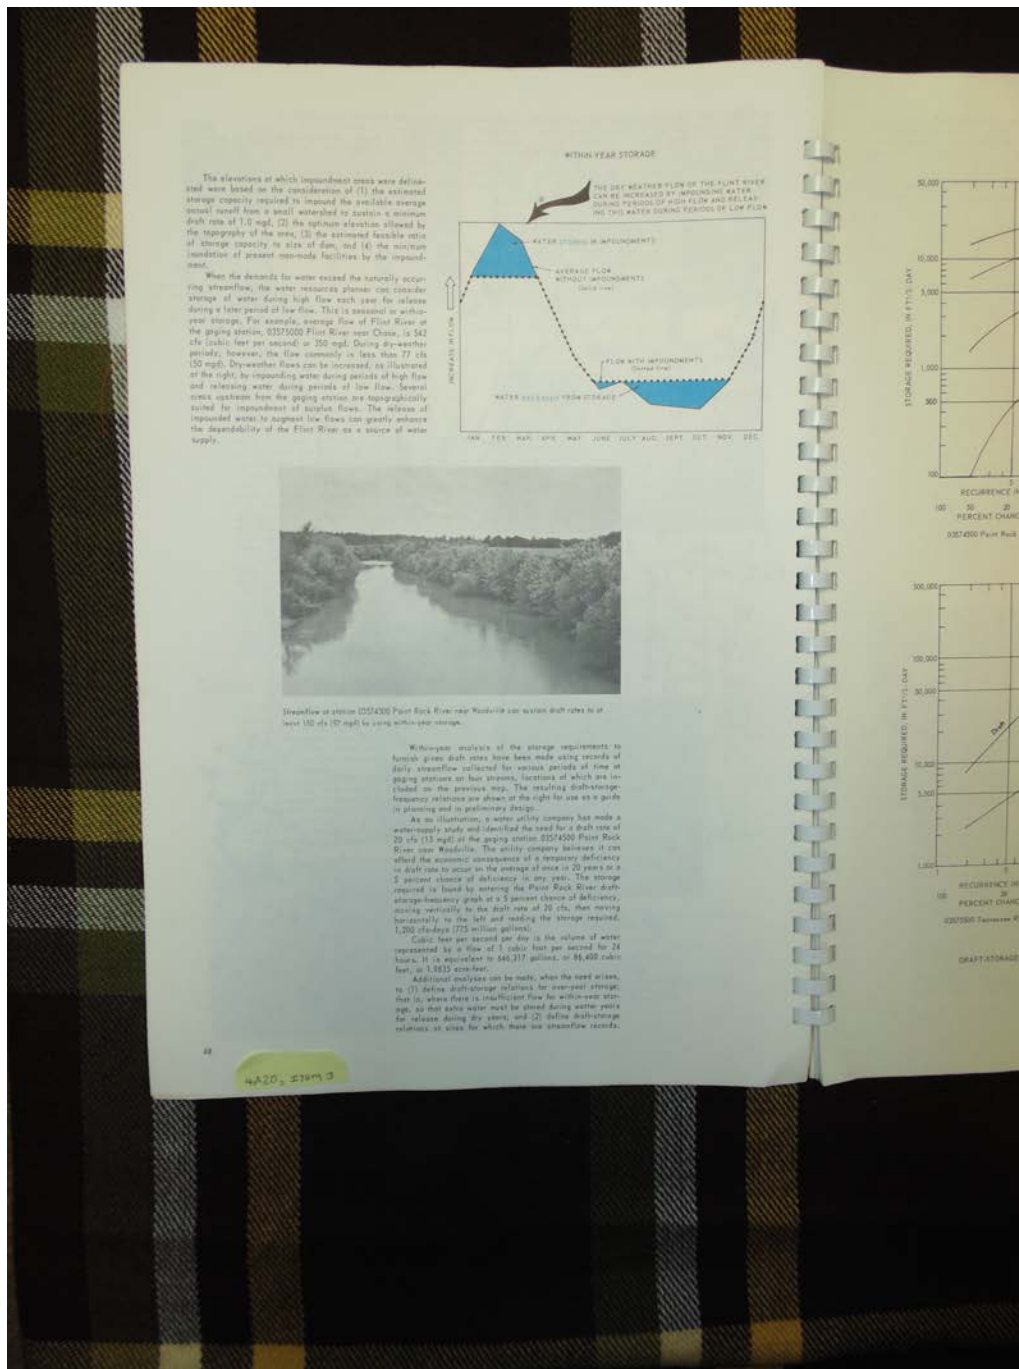 WITHIN-YEAR STORAGE
The elevations at which impoundment areas were deline-
ated were based on the consideration of (1) the estimated
storage capacity required to impound the available average
annual runoff from a small watershed to sustain a minimum
draft rate of 1.0 mgd, (2) the optimum elevation allowed by
the topography of the area, (3) the estimated feasible ratio
of storage capacity to size of dam, and (4) the minimum
inundation of present man-made facilities by the impound-
ment.
When the demands for water exceed the naturally occur-
ring streamflow, the water resources planner can consider
storage of water during high flow each year for release
during a later period of low flow. This is seasonal or within-
year storage. For example, average flow of Flint River at
the gaging station, 03575000 Flint River near Chase, is 542
cfs (cubic feet per second) or 350 mgd. During dry-weather
periods, however, the flow commonly is less than 77 cfs
(50 mgd). Dry-weather flows can be increased, as illustrated
at the right, by impounding water during periods of high flow
and releasing water during periods of low flow. Several
areas upstream from the gaging station are topographically
suited for impoundment of surplus flows. The release of
impounded water to augment low flows can greatly enhance
the dependability of the Flint River as a source of water
supply.
THE DRY WEATHER FLOW OF THE FLINT RIVER
CAN BE INCREASED BY IMPOUNDING WATER
DURING PERIODS OF HIGH FLOW AND RELEAS-
ING THIS WATER DURING PERIODS OF LOW FLOW
WATER STORED IN IMPOUNDMENTS
AVERAGE FLOW
WITHOUT IMPOUNDMENTS
(Solid line)
INCREASE IN FLOW
FLOW WITH IMPOUNDMENTS
(Dotted line)
WATER RELEASED FROM STORAGE
JAN. FEB. MAR. APR. MAY JUNE JULY AUG. SEPT. OCT. NOV. DEC.
Streamflow at station 03574500 Paint Rock River near Woodville can sustain draft rates to at
least 150 cfs (97 mgd) by using within-year storage.
Within-year analysis of the storage requirements to
furnish given draft rates have been made using records of
daily streamflow collected for various periods of time at
gaging stations on four streams, locations of which are in-
cluded on the previous map. The resulting draft-storage-
frequency relations are shown at the right for use as a guide
in planning and in preliminary design.
As an illustration, a water utility company has made a
water-supply study and identified the need for a draft rate of
20 cfs (13 mgd) at the gaging station 03574500 Paint Rock
River near Woodville. The utility company believes it can
afford the economic consequence of a temporary deficiency
in draft rate to occur on the average of once in 20 years or a
5 percent chance of deficiency in any year. The storage
required is found by entering the Paint Rock River draft-
storage-frequency graph at a 5 percent chance of deficiency,
moving vertically to the draft rate of 20 cfs, then moving
horizontally to the left and reading the storage required,
1,200 cfs-days (775 million gallons).
Cubic feet per second per day is the volume of water
represented by a flow of 1 cubic foot per second for 24
hours. It is equivalent to 646,317 gallons, or 86,400 cubic
feet, or 1.9835 acre-feet.
Additional analyses can be made, when the need arises,
to (1) define draft-storage relations for over-year storage,
that is, where there is insufficient flow for within-year stor-
age, so that extra water must be stored during wetter years
for release during dry years; and (2) define draft-storage
relations at sites for which there are streamflow records.
48
4A20, ITEM 3
STORAGE REQUIRED, IN FT³/S-DAY
50,000
10,000
5,000
1,000
500
100
5
RECURRENCE IN
100 50 20
PERCENT CHANC
03574500 Paint Rock
STORAGE REQUIRED, IN FT³/S-DAY
100,000
50,000
10,000
5,000
1,000
Draft
RECURRENCE IN
100 20
PERCENT CHANC
DRAFT-STORAGE